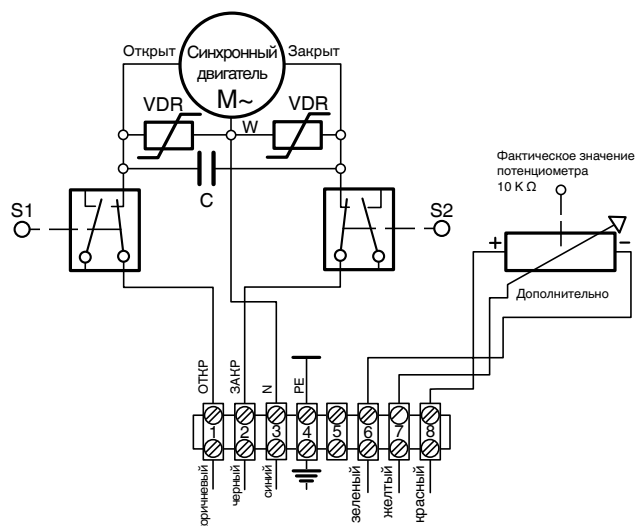 Открыт
Синхронный
двигатель
M~
Закрыт
VDR
VDR
W
C
S1
S2
Фактическое значение
потенциометра
10 K Ω
+
−
Дополнительно
ОТКР
ЗАКР
N
PE
1
2
3
4
5
6
7
8
оричневый
черный
синий
зеленый
желтый
красный